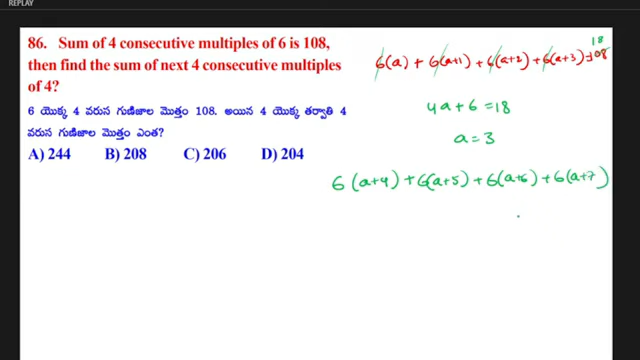 REPLAY
86. Sum of 4 consecutive multiples of 6 is 108,
then find the sum of next 4 consecutive multiples
of 4?
6 యొక్క 4 వరుస గుణిజాల మొత్తం 108. అయిన 4 యొక్క తర్వాతి 4
వరుస గుణిజాల మొత్తం ఎంత?
A) 244 B) 208 C) 206 D) 204
18
6(a) + 6(a+1) + 6(a+2) + 6(a+3) = 108
4a + 6 = 18
a = 3
6(a+4) + 6(a+5) + 6(a+6) + 6(a+7)